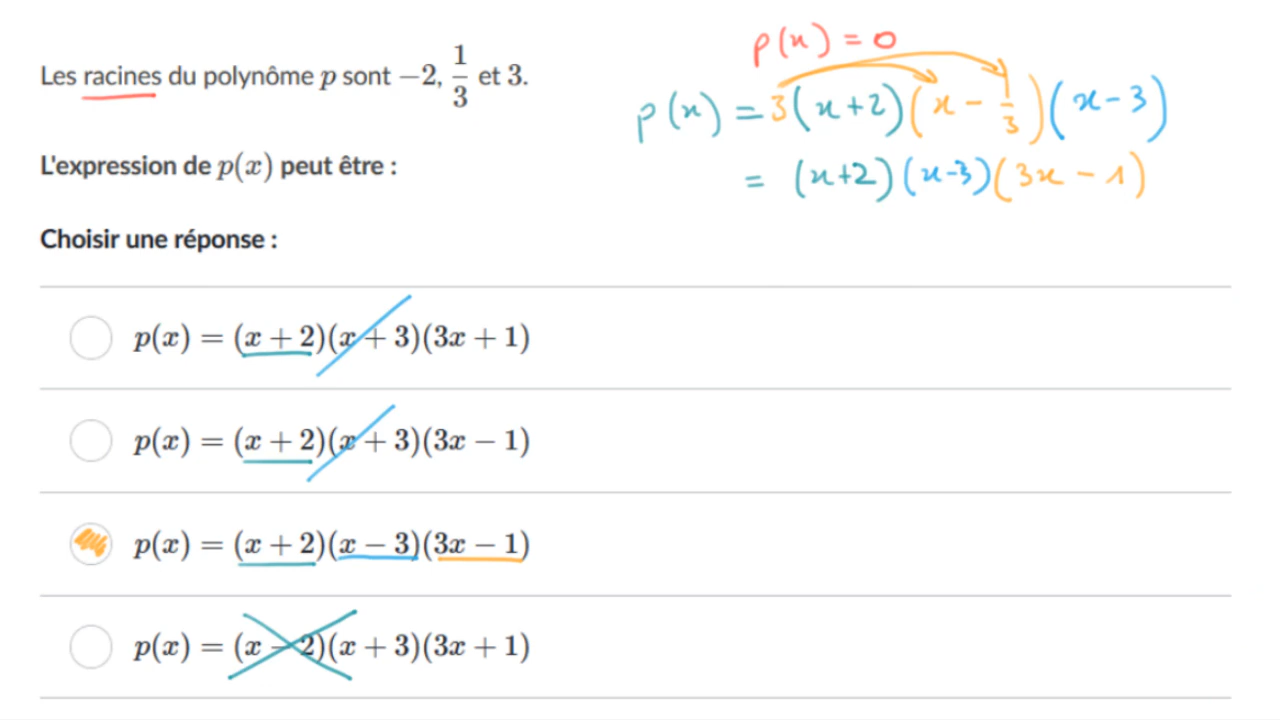 Les racines du polynôme p sont −2, 1/3 et 3.
p(x) = 0
p(x) = 3(x+2)(x − 1/3)(x − 3)
L'expression de p(x) peut être :
= (x+2)(x−3)(3x − 1)
Choisir une réponse :
p(x) = (x + 2)(x + 3)(3x + 1)
p(x) = (x + 2)(x + 3)(3x − 1)
p(x) = (x + 2)(x − 3)(3x − 1)
p(x) = (x − 2)(x + 3)(3x + 1)